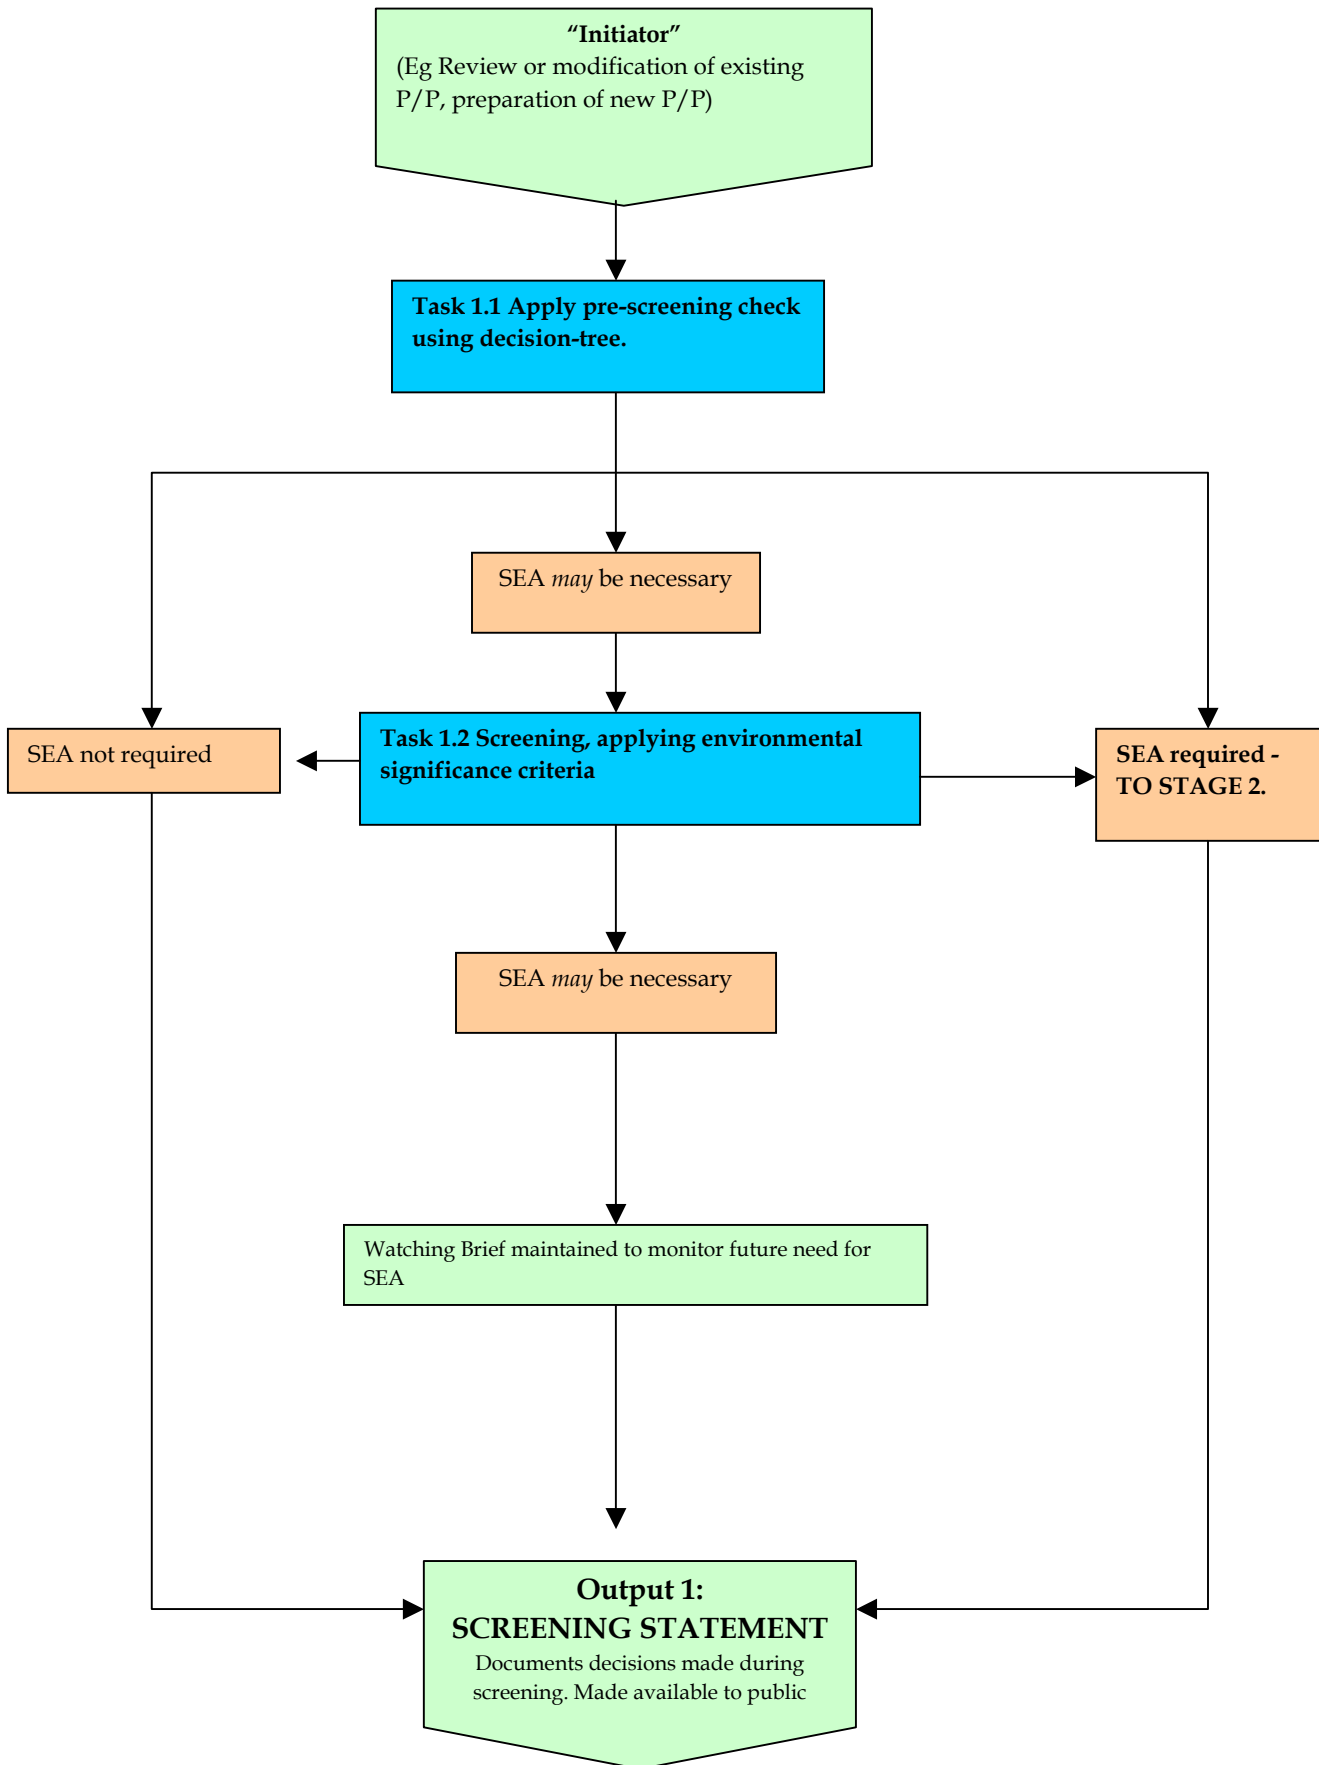 “Initiator”
(Eg Review or modification of existing
P/P, preparation of new P/P)
Task 1.1 Apply pre-screening check
using decision-tree.
SEA may be necessary
SEA not required
Task 1.2 Screening, applying environmental
significance criteria
SEA required -
TO STAGE 2.
SEA may be necessary
Watching Brief maintained to monitor future need for
SEA
Output 1:
SCREENING STATEMENT
Documents decisions made during
screening. Made available to public